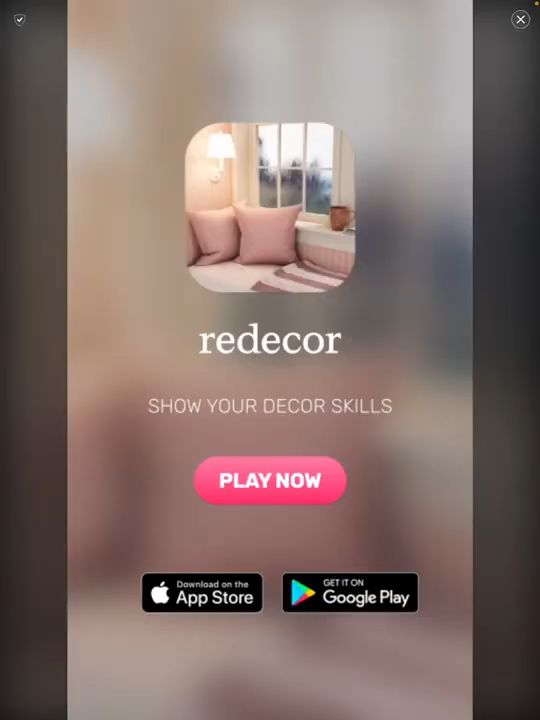 redecor
SHOW YOUR DECOR SKILLS
PLAY NOW
Download on the
App Store
GET IT ON
Google Play